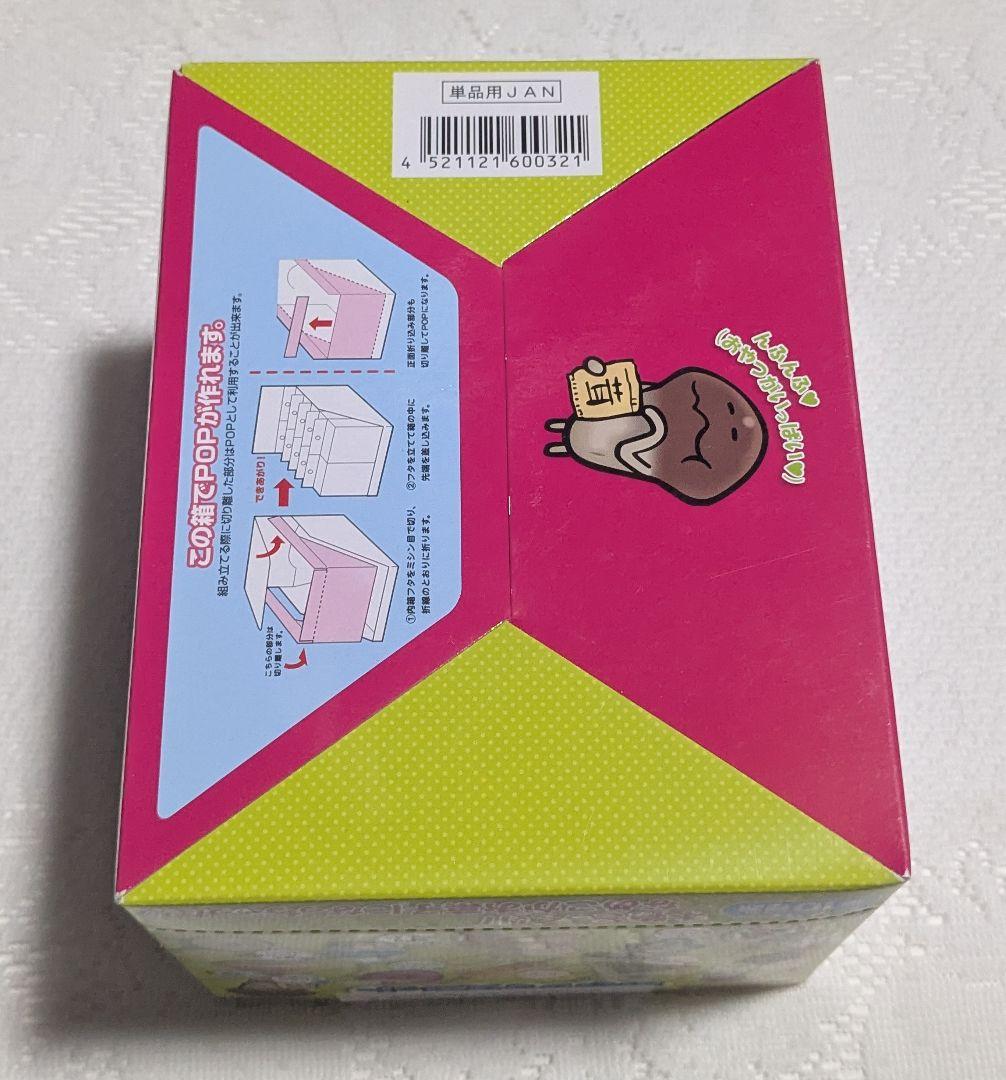 単品用JAN
4 521121 600321
この箱でPOPが作れます。
組み立てる際に切り離した部分はPOPとして利用することが出来ます。
こちらの部分は
切り離します。
①内箱フタをミシン目で切り、
折線のとおりに折ります。
できあがり!
②フタを立てて箱の中に
先端を差し込みます。
正面折り込み部分も
切り離してPOPになります。
んふんふ♥
(おやつがいっぱい♥)
茸